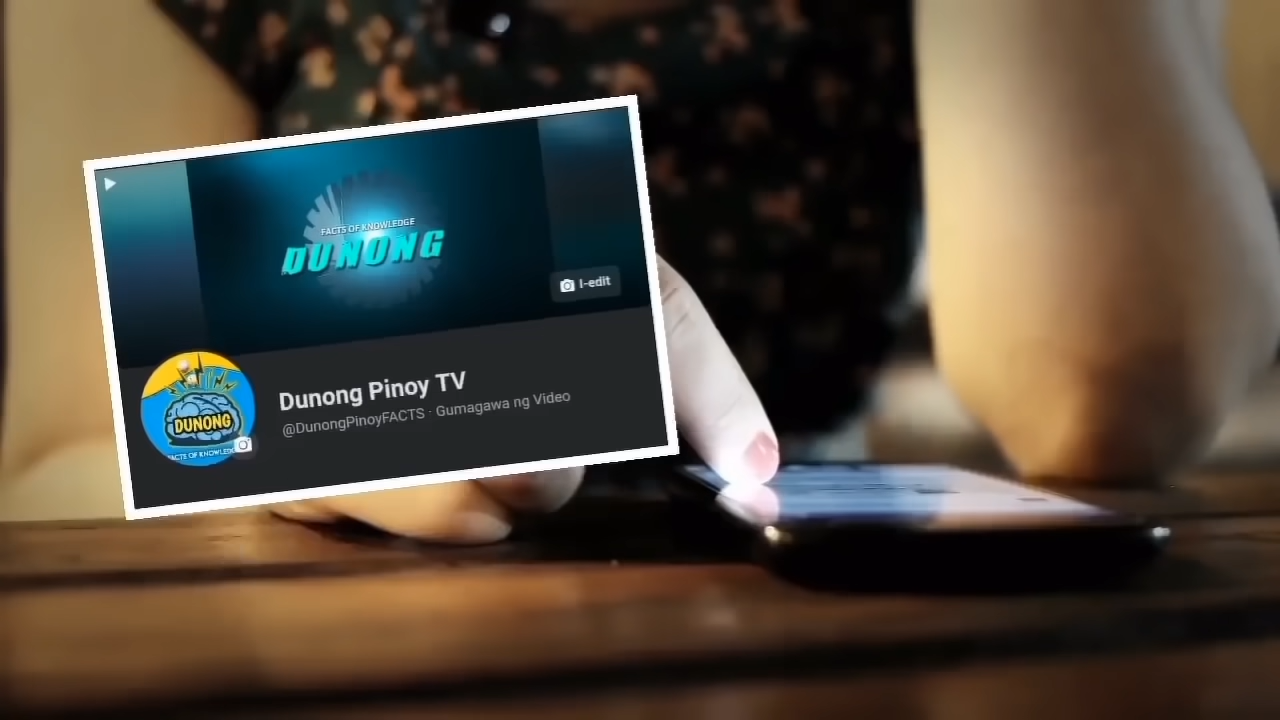 FACTS OF KNOWLEDGE
DUNONG
I-edit
DUNONG
FACTS OF KNOWLEDGE
Dunong Pinoy TV
@DunongPinoyFACTS · Gumagawa ng Video